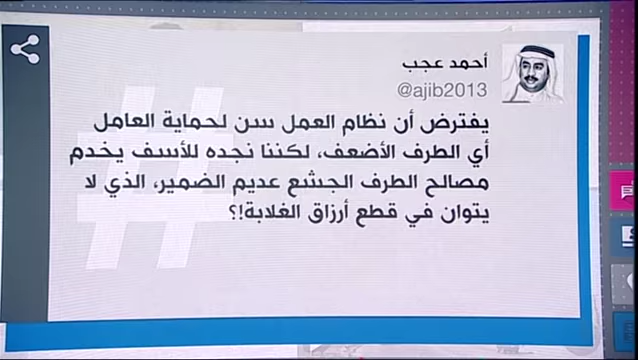 أحمد عجب
@ajib2013
يفترض أن نظام العمل سن لحماية العامل
أي الطرف الأضعف، لكننا نجده للأسف يخدم
مصالح الطرف الجشع عديم الضمير، الذي لا
يتوان في قطع أرزاق الغلابة!؟